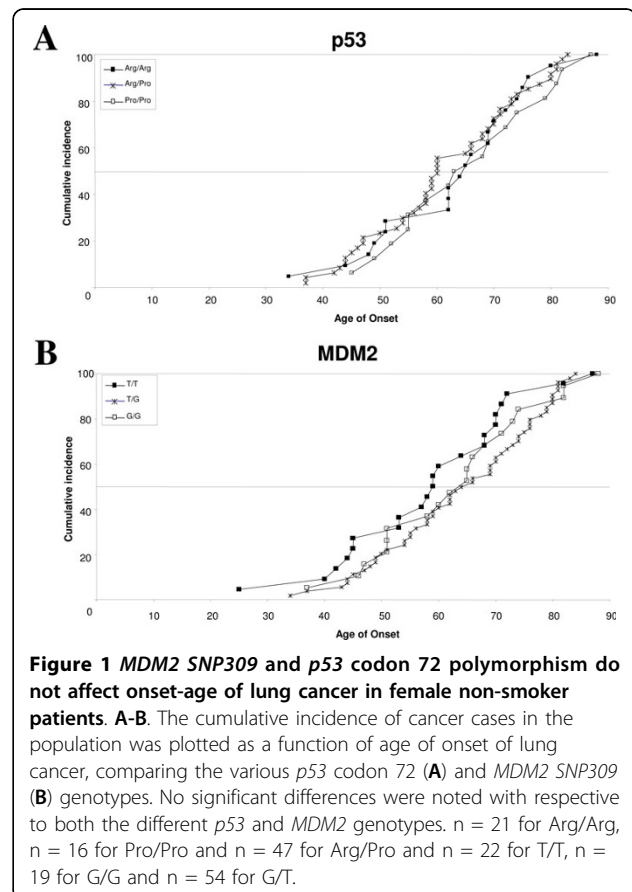 A
p53
100
80
60
40
20
0
Cumulative incidence
Arg/Arg
Arg/Pro
Pro/Pro
10
20
30
40
50
60
70
80
90
Age of Onset
B
MDM2
100
80
60
40
20
0
Cumulative incidence
T/T
T/G
G/G
10
20
30
40
50
60
70
80
90
Age of Onset
Figure 1 MDM2 SNP309 and p53 codon 72 polymorphism do
not affect onset-age of lung cancer in female non-smoker
patients. A-B. The cumulative incidence of cancer cases in the
population was plotted as a function of age of onset of lung
cancer, comparing the various p53 codon 72 (A) and MDM2 SNP309
(B) genotypes. No significant differences were noted with respective
to both the different p53 and MDM2 genotypes. n = 21 for Arg/Arg,
n = 16 for Pro/Pro and n = 47 for Arg/Pro and n = 22 for T/T, n =
19 for G/G and n = 54 for G/T.